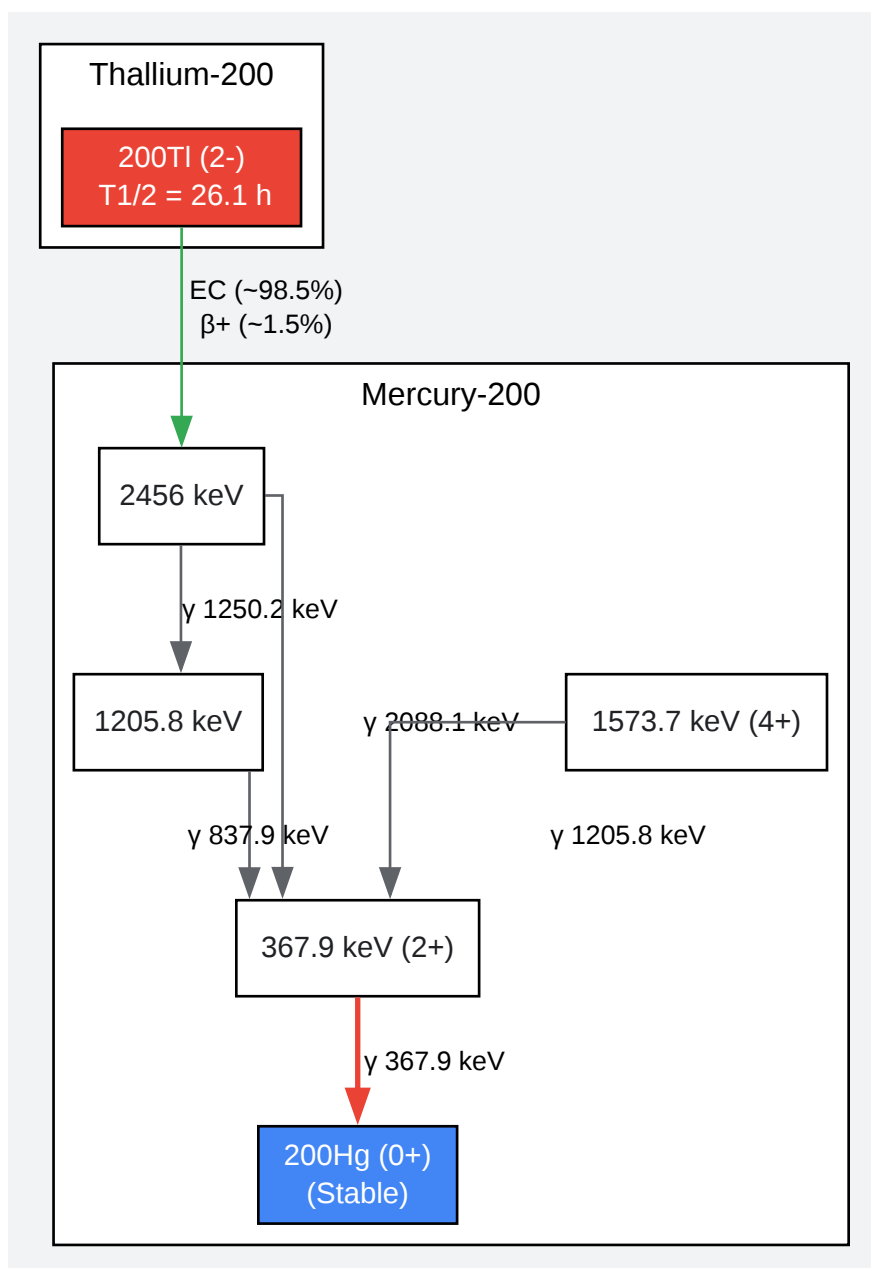 Thallium-200
200Tl (2-)
T1/2 = 26.1 h
EC (~98.5%)
β+ (~1.5%)
Mercury-200
2456 keV
γ 1250.2 keV
1205.8 keV
γ 2088.1 keV
1573.7 keV (4+)
γ 837.9 keV
γ 1205.8 keV
367.9 keV (2+)
γ 367.9 keV
200Hg (0+)
(Stable)